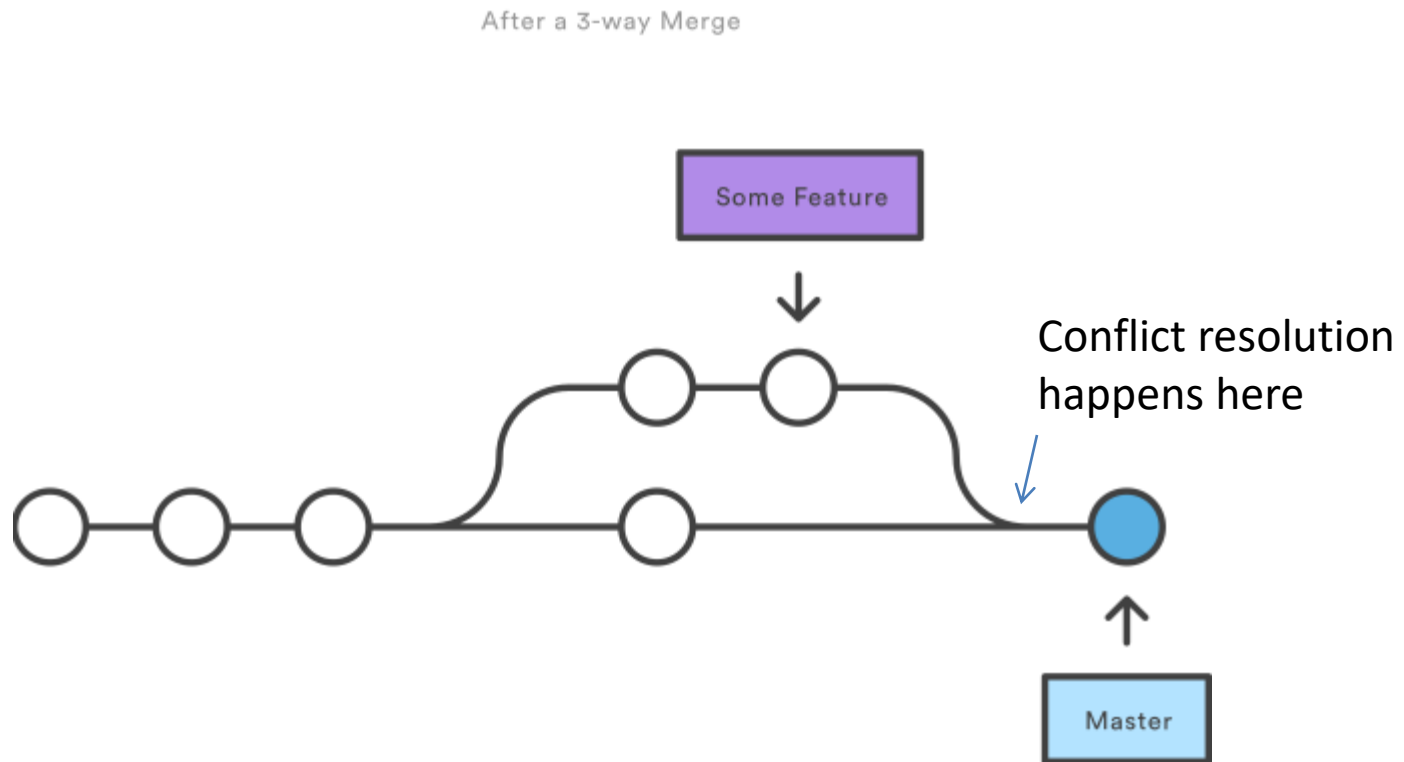 After a 3-way Merge
Some Feature
Conflict resolution
happens here
Master